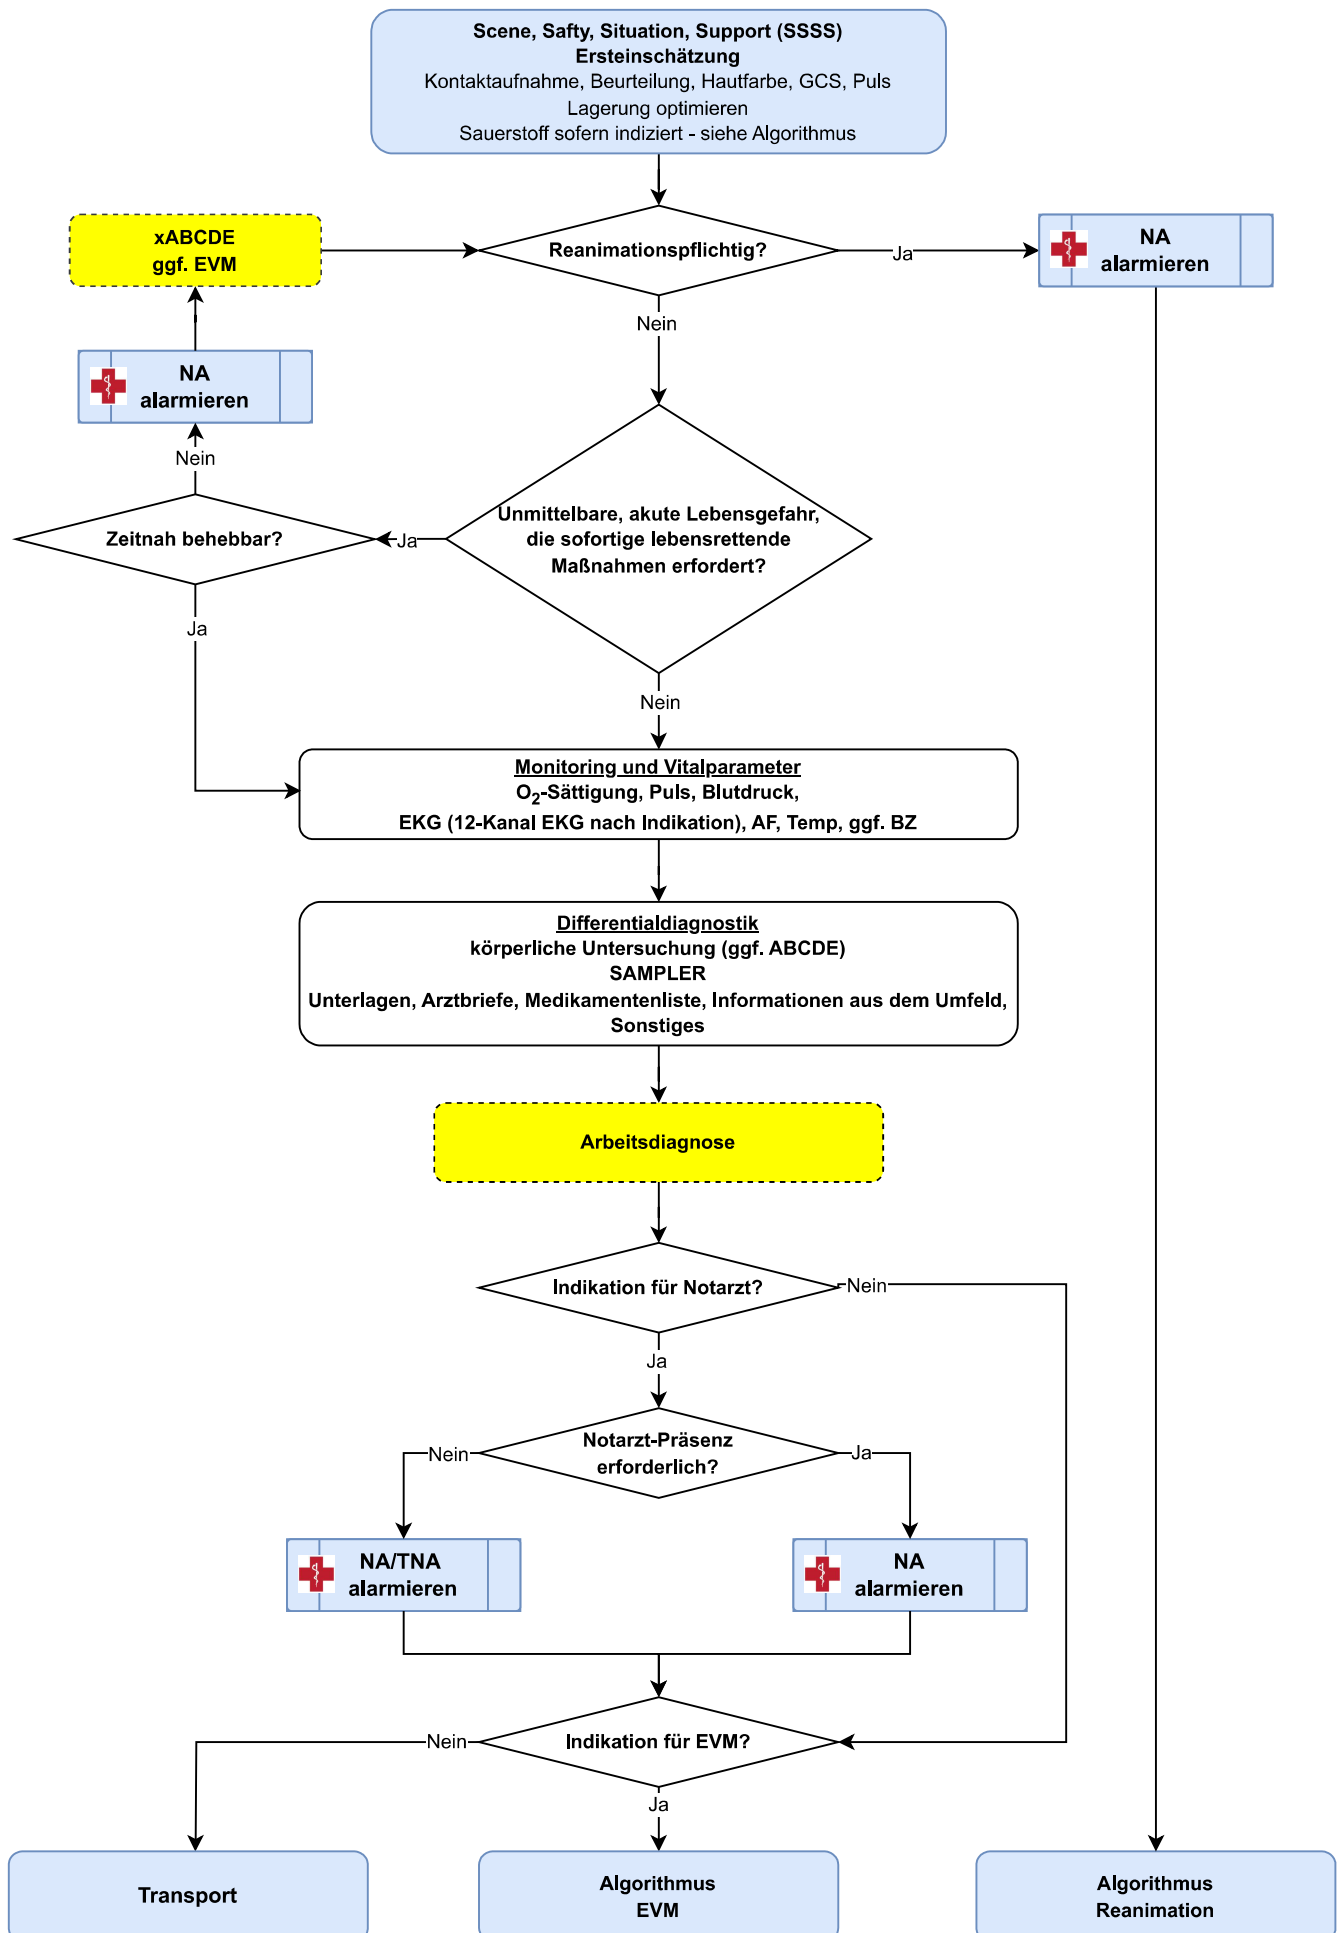 Scene, Safty, Situation, Support (SSSS)
Ersteinschätzung
Kontaktaufnahme, Beurteilung, Hautfarbe, GCS, Puls
Lagerung optimieren
Sauerstoff sofern indiziert - siehe Algorithmus
xABCDE
ggf. EVM
Reanimationspflichtig?
Ja
NA
alarmieren
Nein
NA
alarmieren
Nein
Zeitnah behebbar?
Ja
Unmittelbare, akute Lebensgefahr,
die sofortige lebensrettende
Maßnahmen erfordert?
Ja
Nein
Monitoring und Vitalparameter
O₂-Sättigung, Puls, Blutdruck,
EKG (12-Kanal EKG nach Indikation), AF, Temp, ggf. BZ
Differentialdiagnostik
körperliche Untersuchung (ggf. ABCDE)
SAMPLER
Unterlagen, Arztbriefe, Medikamentenliste, Informationen aus dem Umfeld,
Sonstiges
Arbeitsdiagnose
Indikation für Notarzt?
Nein
Ja
Notarzt-Präsenz
erforderlich?
Nein
Ja
NA/TNA
alarmieren
NA
alarmieren
Indikation für EVM?
Nein
Ja
Transport
Algorithmus
EVM
Algorithmus
Reanimation